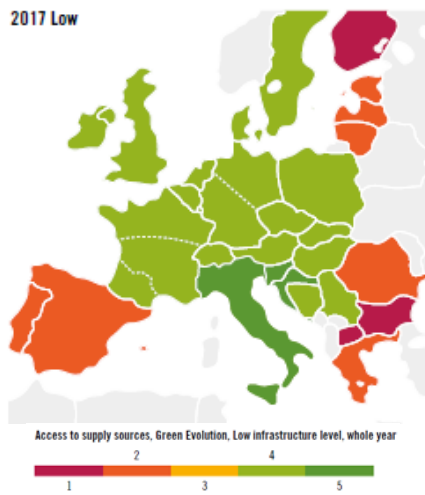 2017 Low
Access to supply sources, Green Evolution, Low infrastructure level, whole year
2 4
1 3 5